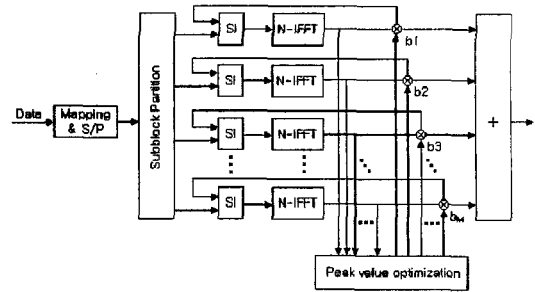 SI
N-IFFT
b1
SI
N-IFFT
b2
Data
Mapping
& S/P
Subblock Partition
SI
N-IFFT
b3
+
SI
N-IFFT
bM
Peak value optimization